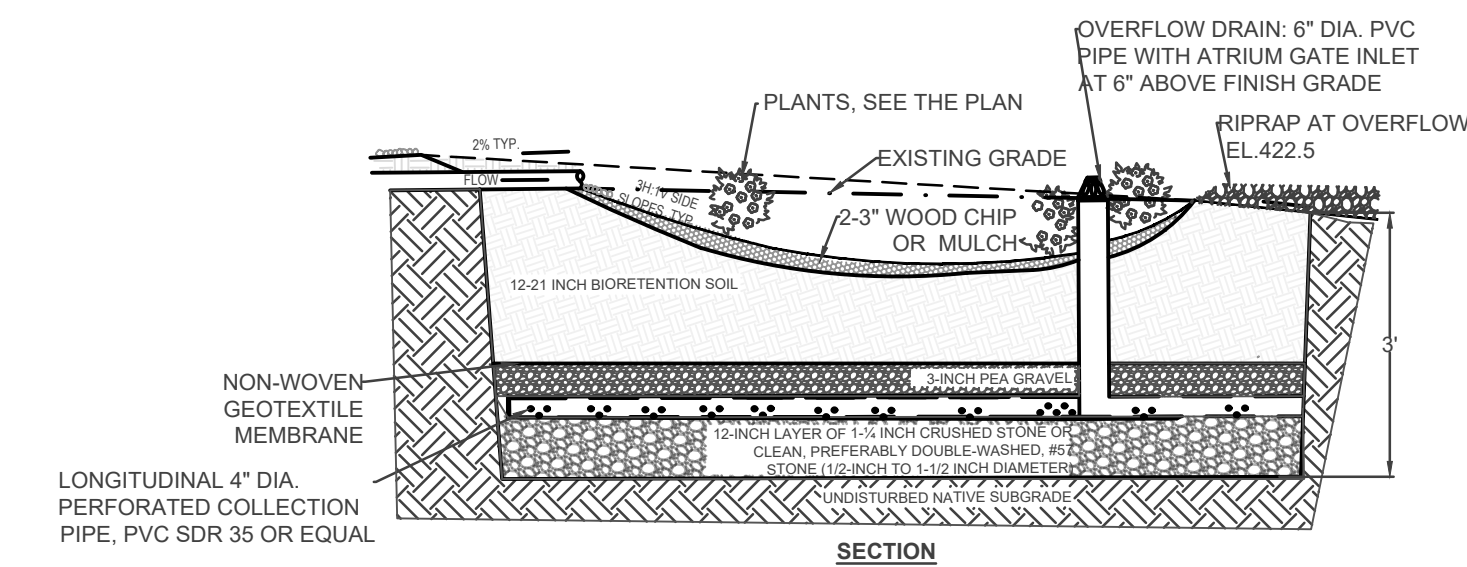 OVERFLOW DRAIN: 6" DIA. PVC
PIPE WITH ATRIUM GATE INLET
AT 6" ABOVE FINISH GRADE
PLANTS, SEE THE PLAN
RIPRAP AT OVERFLOW
EL.422.5
2% TYP.
EXISTING GRADE
FLOW
3H:1V SIDE
SLOPES, TYP.
2-3" WOOD CHIP
OR MULCH
12-21 INCH BIORETENTION SOIL
3'
NON-WOVEN
GEOTEXTILE
MEMBRANE
3-INCH PEA GRAVEL
12-INCH LAYER OF 1-¼ INCH CRUSHED STONE OR
CLEAN, PREFERABLY DOUBLE-WASHED, #57
STONE (1/2-INCH TO 1-1/2 INCH DIAMETER)
LONGITUDINAL 4" DIA.
PERFORATED COLLECTION
PIPE, PVC SDR 35 OR EQUAL
UNDISTURBED NATIVE SUBGRADE
SECTION